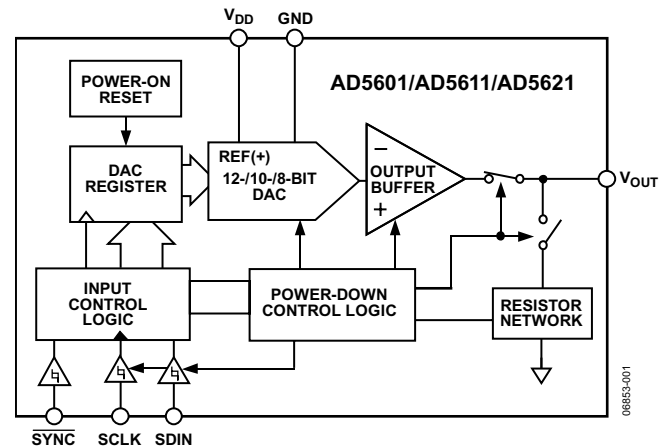 VDD GND
AD5601/AD5611/AD5621
POWER-ON
RESET
DAC
REGISTER
REF(+)
12-/10-/8-BIT
DAC
−
OUTPUT
BUFFER
+
VOUT
INPUT
CONTROL
LOGIC
POWER-DOWN
CONTROL LOGIC
RESISTOR
NETWORK
SYNC SCLK SDIN
06853-001